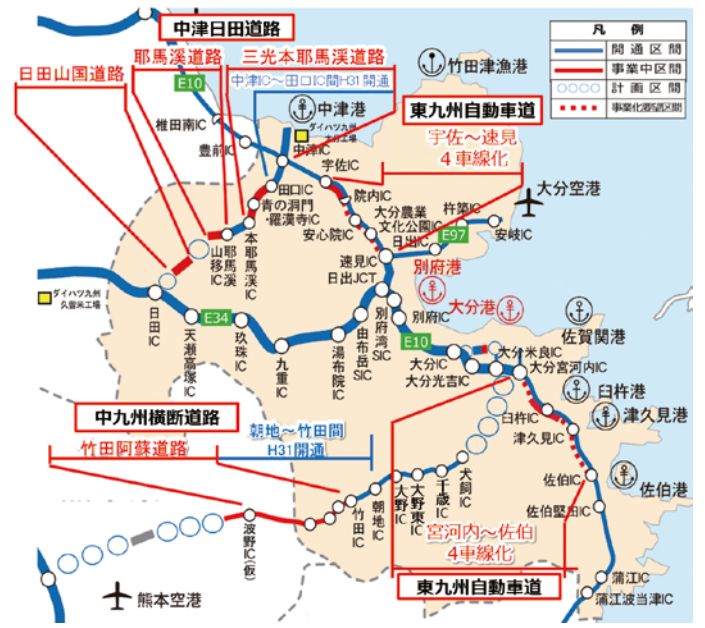 中津日田道路
耶馬溪道路
三光本耶馬溪道路
日田山国道路
中津IC～田口IC間H31開通
凡 例
開通区間
事業中区間
計画区間
竹田津漁港
中津港
ダイハツ九州
東九州自動車道
宇佐～速見
4車線化
E10
椎田南IC
豊前IC
中津IC
宇佐IC
田口IC
青の洞門
・羅漢寺IC
本耶馬溪IC
耶馬溪
山移IC
院内IC
安心院IC
大分農業
文化公園IC
日出IC
速見IC
日出JCT
杵築IC
E97
安岐IC
大分空港
別府港
大分港
ダイハツ九州
久留米工場
日田IC
天瀬高塚IC
E34
玖珠IC
九重IC
湯布院IC
由布岳SIC
別府湾SIC
別府IC
E10
大分IC
大分光吉IC
大分米良IC
大分宮河内IC
佐賀関港
臼杵港
津久見港
臼杵IC
津久見IC
佐伯IC
佐伯港
佐伯堅田IC
蒲江IC
蒲江波当津IC
中九州横断道路
竹田阿蘇道路
朝地～竹田間
H31開通
犬飼IC
千歳IC
大野東IC
大野IC
朝地IC
竹田IC
波野IC(仮)
宮河内～佐伯
4車線化
東九州自動車道
熊本空港